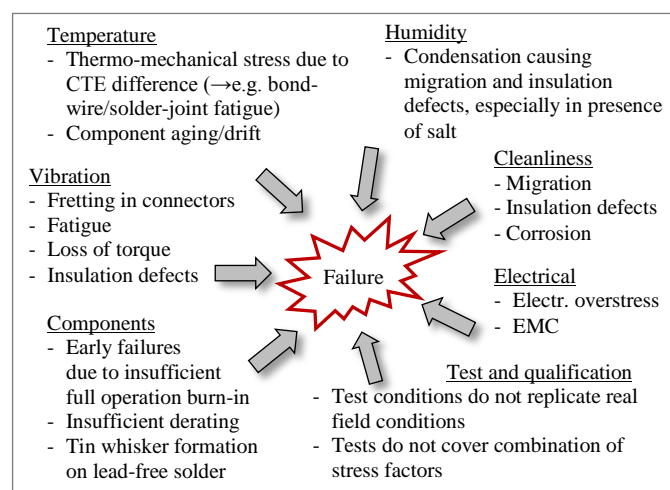 Temperature
- Thermo-mechanical stress due to
CTE difference (→e.g. bond-
wire/solder-joint fatigue)
- Component aging/drift
Humidity
- Condensation causing
migration and insulation
defects, especially in presence
of salt
Vibration
- Fretting in connectors
- Fatigue
- Loss of torque
- Insulation defects
Cleanliness
- Migration
- Insulation defects
- Corrosion
Failure
Electrical
- Electr. overstress
- EMC
Components
- Early failures
due to insufficient
full operation burn-in
- Insufficient derating
- Tin whisker formation
on lead-free solder
Test and qualification
- Test conditions do not replicate real
field conditions
- Tests do not cover combination of
stress factors